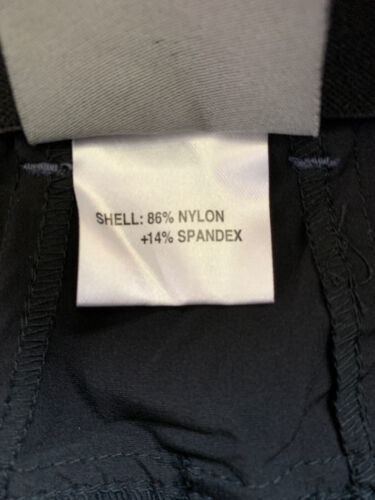 SHELL: 86% NYLON
+14% SPANDEX